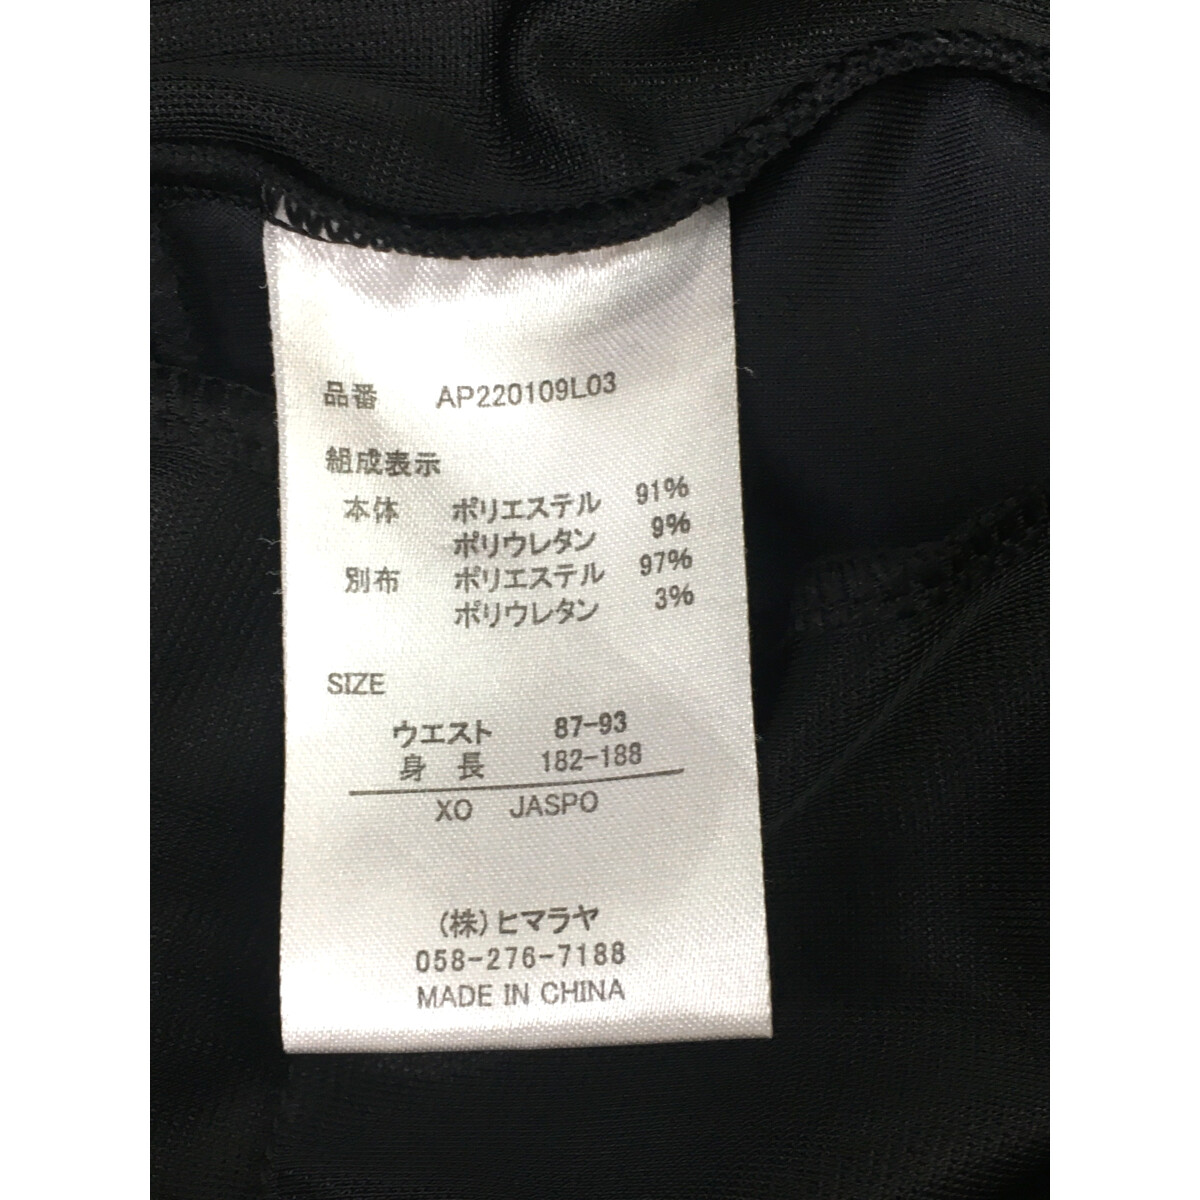 品番 AP220109L03
組成表示
本体 ポリエステル 91%
ポリウレタン 9%
別布 ポリエステル 97%
ポリウレタン 3%
SIZE
ウエスト 87-93
身 長 182-188
XO JASPO
(株)ヒマラヤ
058-276-7188
MADE IN CHINA